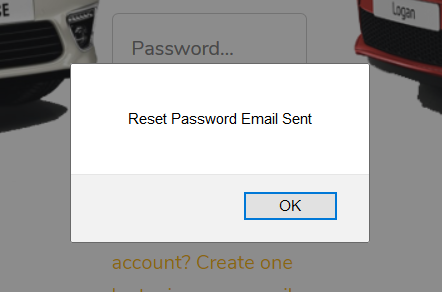 Logan
Password...
Reset Password Email Sent
OK
account? Create one